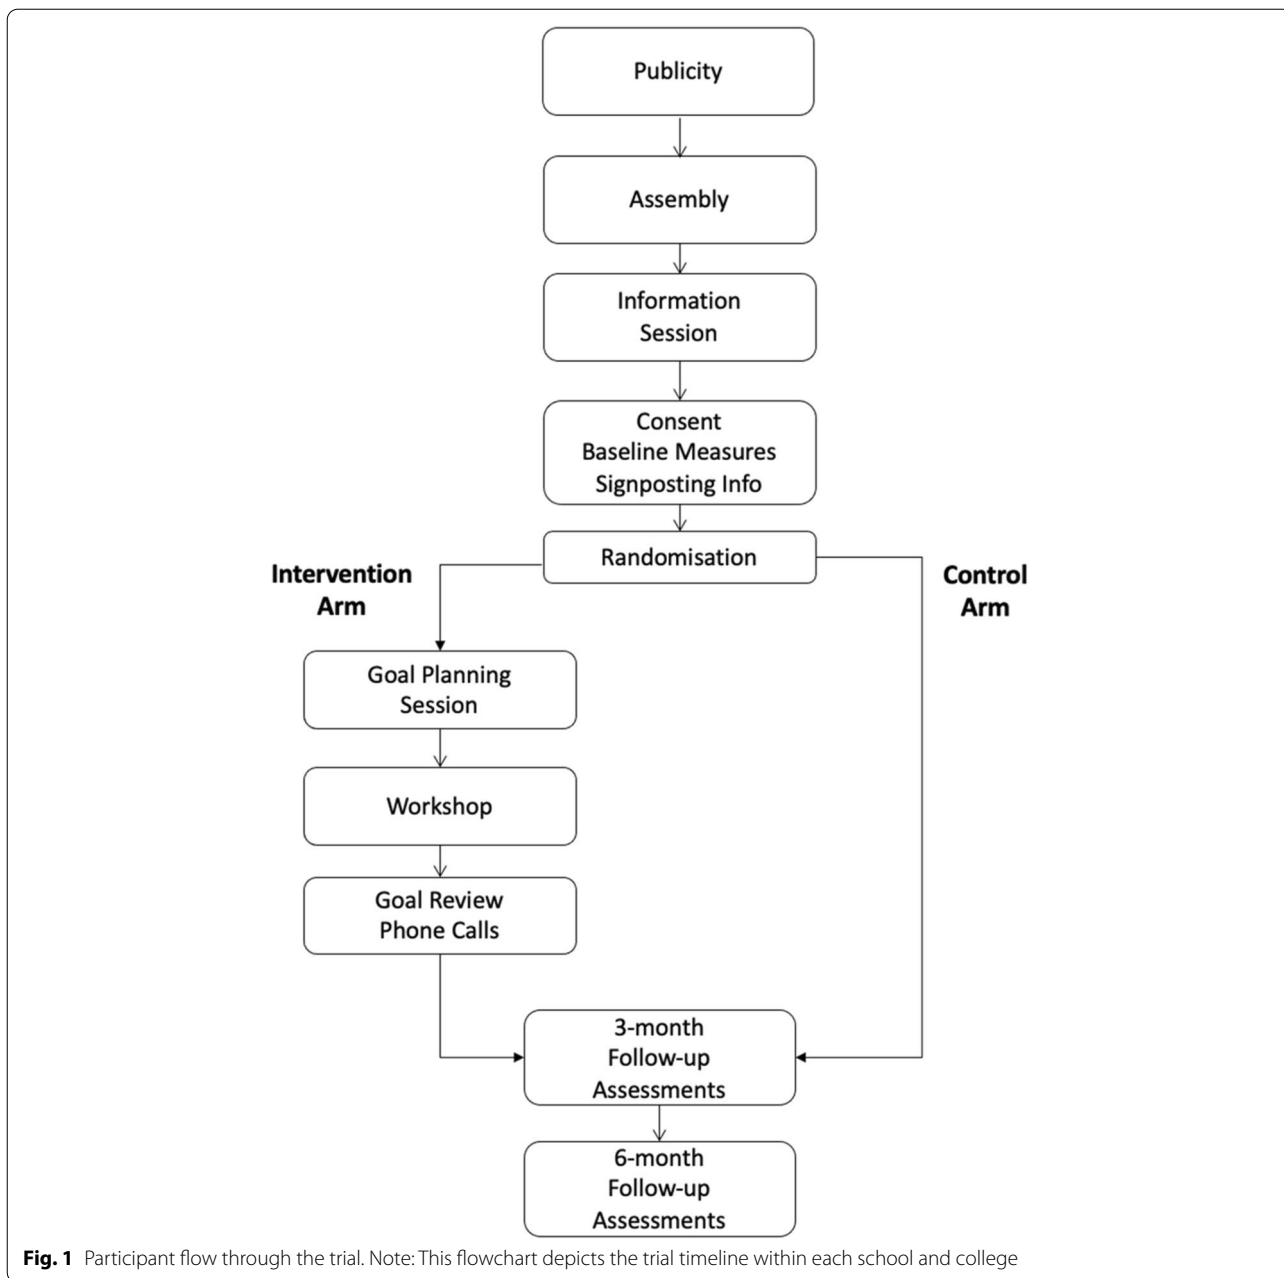 Publicity
Assembly
Information
Session
Consent
Baseline Measures
Signposting Info
Randomisation
Intervention
Arm
Control
Arm
Goal Planning
Session
Workshop
Goal Review
Phone Calls
3-month
Follow-up
Assessments
6-month
Follow-up
Assessments
Fig. 1 Participant flow through the trial. Note: This flowchart depicts the trial timeline within each school and college